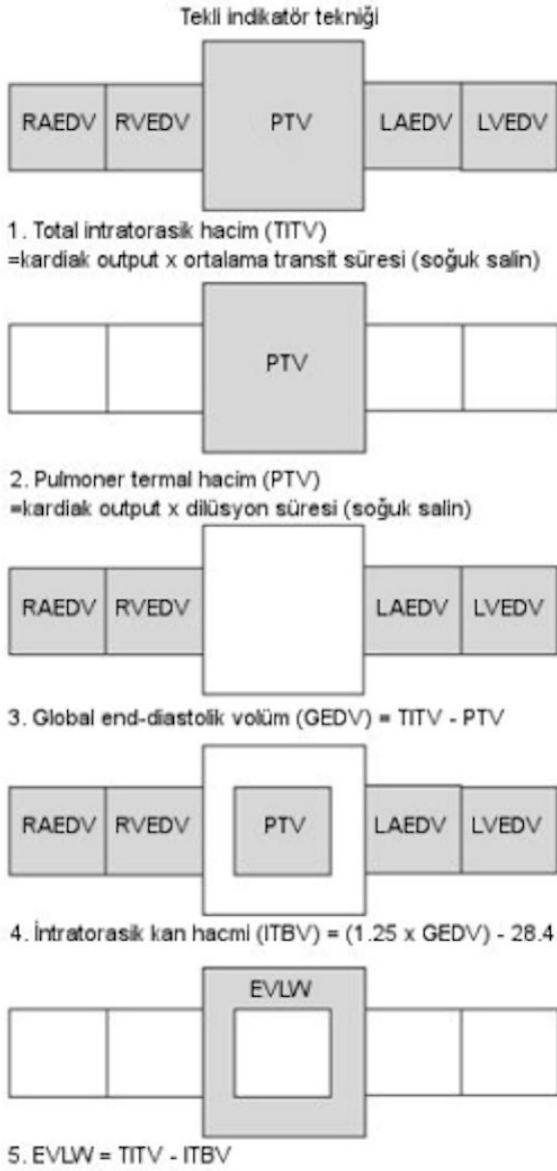 Tekli indikatör tekniği
RAEDV RVEDV PTV LAEDV LVEDV
1. Total intratorasik hacim (TITV)
=kardiak output x ortalama transit süresi (soğuk salin)
PTV
2. Pulmoner termal hacim (PTV)
=kardiak output x dilüsyon süresi (soğuk salin)
RAEDV RVEDV LAEDV LVEDV
3. Global end-diastolik volüm (GEDV) = TITV - PTV
RAEDV RVEDV PTV LAEDV LVEDV
4. İntratorasik kan hacmi (ITBV) = (1.25 x GEDV) - 28.4
EVLW
5. EVLW = TITV - ITBV